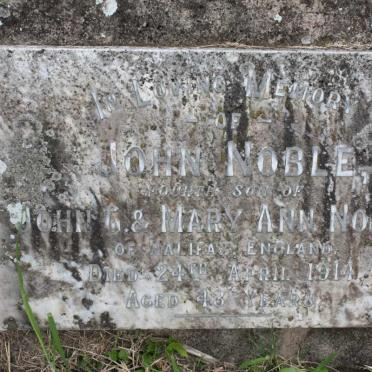 IN LOVING MEMORY
— OF —
JOHN NOBLE,
FOURTH SON OF
JOHN G. & MARY ANN NO
OF HALIFAX, ENGLAND,
DIED 24TH APRIL 1914
AGED 43 YEARS